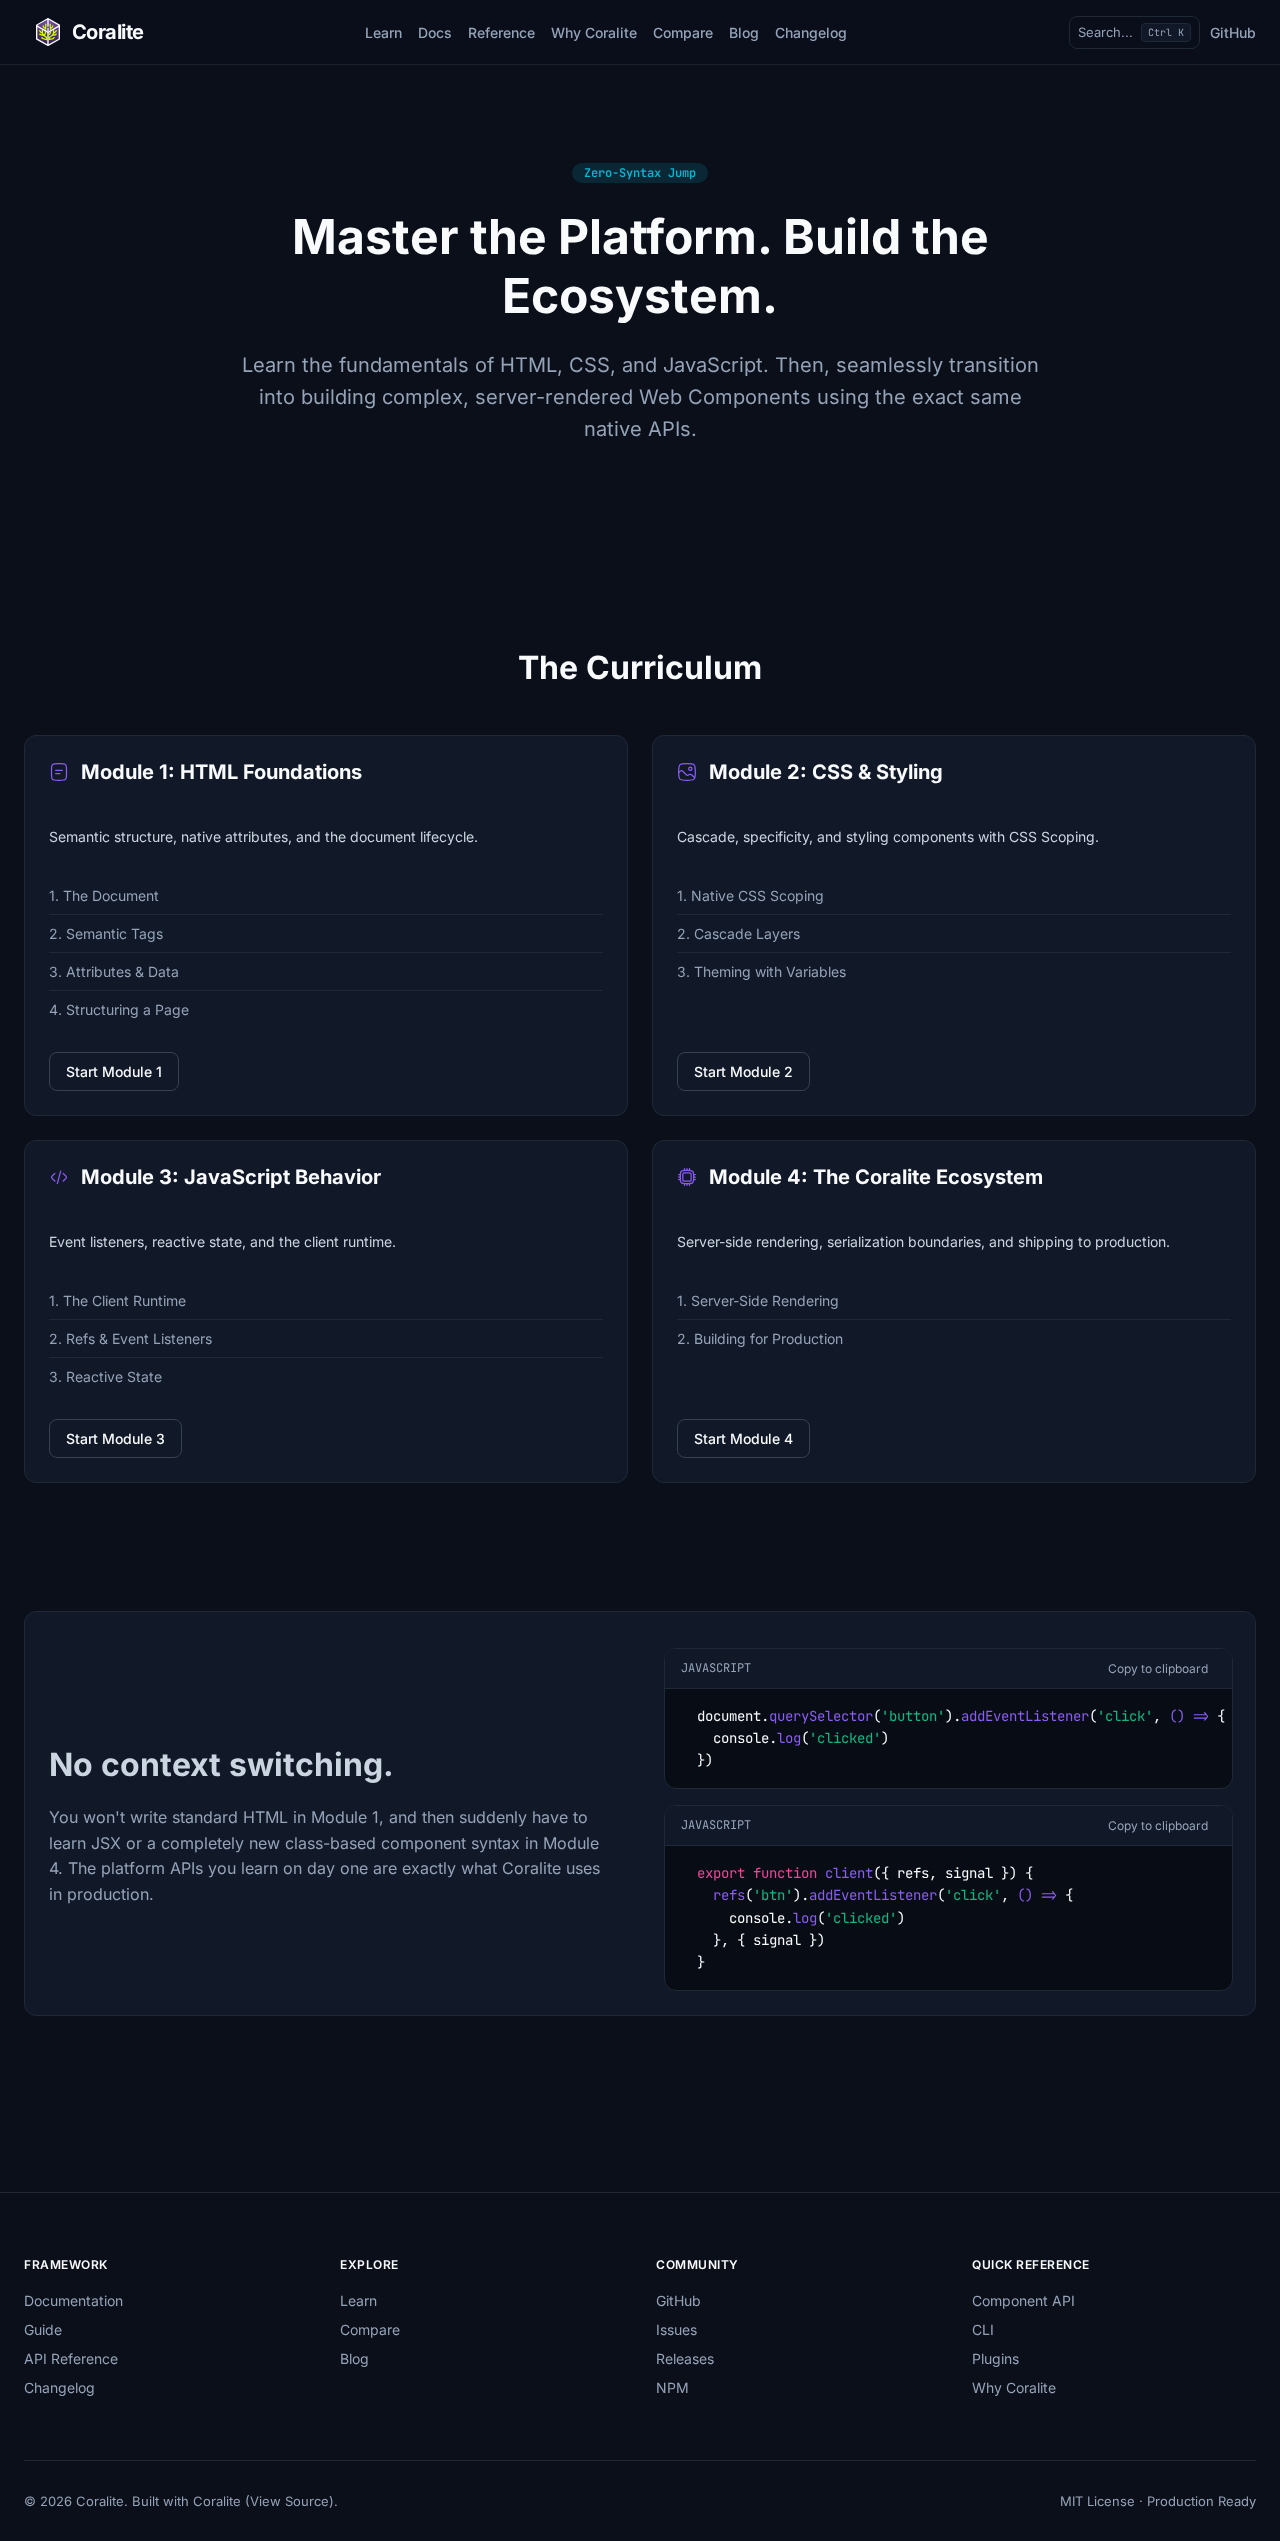 Coralite
Learn Docs Reference Why Coralite Compare Blog Changelog
Search... Ctrl K GitHub
Zero-Syntax Jump
Master the Platform. Build the
Ecosystem.
Learn the fundamentals of HTML, CSS, and JavaScript. Then, seamlessly transition
into building complex, server-rendered Web Components using the exact same
native APIs.
The Curriculum
Module 1: HTML Foundations
Semantic structure, native attributes, and the document lifecycle.
1. The Document
2. Semantic Tags
3. Attributes & Data
4. Structuring a Page
Start Module 1
Module 2: CSS & Styling
Cascade, specificity, and styling components with CSS Scoping.
1. Native CSS Scoping
2. Cascade Layers
3. Theming with Variables
Start Module 2
Module 3: JavaScript Behavior
Event listeners, reactive state, and the client runtime.
1. The Client Runtime
2. Refs & Event Listeners
3. Reactive State
Start Module 3
Module 4: The Coralite Ecosystem
Server-side rendering, serialization boundaries, and shipping to production.
1. Server-Side Rendering
2. Building for Production
Start Module 4
No context switching.
You won't write standard HTML in Module 1, and then suddenly have to
learn JSX or a completely new class-based component syntax in Module
4. The platform APIs you learn on day one are exactly what Coralite uses
in production.
JAVASCRIPT Copy to clipboard
document.querySelector('button').addEventListener('click', () => {
  console.log('clicked')
})
JAVASCRIPT Copy to clipboard
export function client({ refs, signal }) {
  refs('btn').addEventListener('click', () => {
    console.log('clicked')
  }, { signal })
}
FRAMEWORK
Documentation
Guide
API Reference
Changelog
EXPLORE
Learn
Compare
Blog
COMMUNITY
GitHub
Issues
Releases
NPM
QUICK REFERENCE
Component API
CLI
Plugins
Why Coralite
© 2026 Coralite. Built with Coralite (View Source).
MIT License · Production Ready